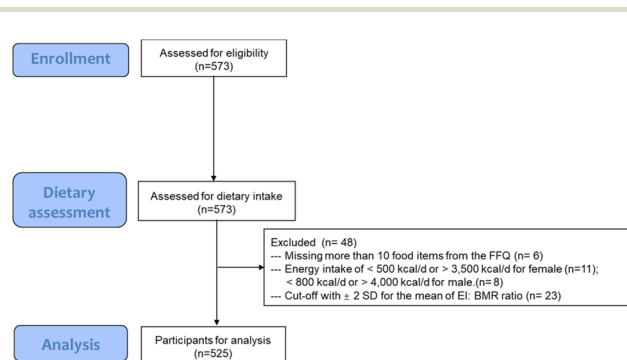 Enrollment
Assessed for eligibility
(n=573)
Dietary
assessment
Assessed for dietary intake
(n=573)
Excluded (n= 48)
--- Missing more than 10 food items from the FFQ (n= 6)
--- Energy intake of < 500 kcal/d or > 3,500 kcal/d for female (n=11);
< 800 kcal/d or > 4,000 kcal/d for male.(n= 8)
--- Cut-off with ± 2 SD for the mean of EI: BMR ratio (n= 23)
Analysis
Participants for analysis
(n=525)